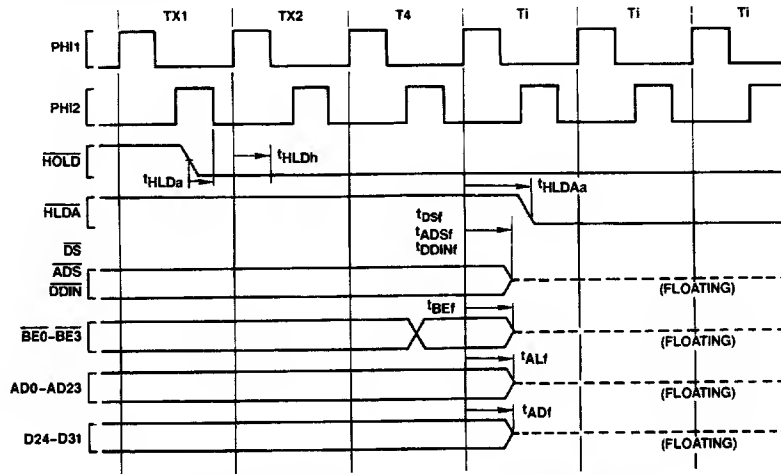 TX1 TX2 T4 Ti Ti Ti
PHI1
PHI2
HOLD
tHLDa
tHLDh
tHLDAa
HLDA
tDSf
tADSf
tDDINf
DS
ADS
DDIN
(FLOATING)
tBEf
BE0-BE3
(FLOATING)
tALf
AD0-AD23
(FLOATING)
tADf
D24-D31
(FLOATING)